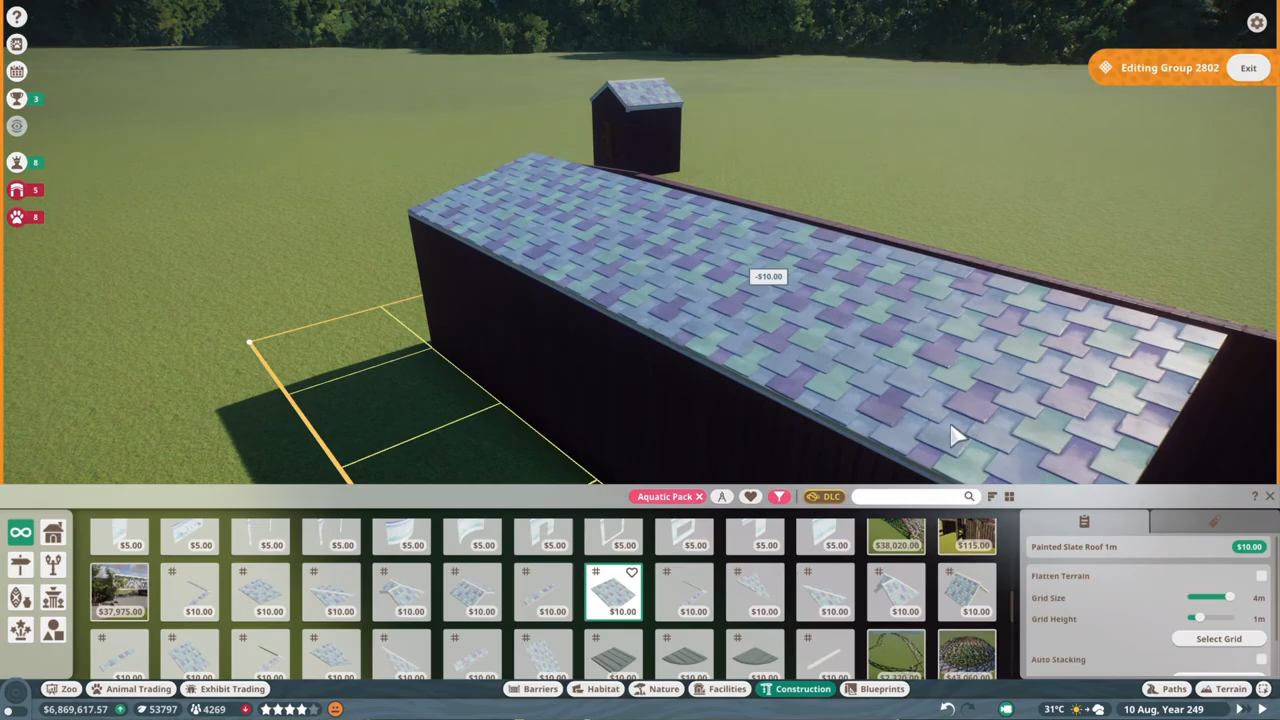 ?
Editing Group 2802
Exit
3
8
5
8
-$10.00
Aquatic Pack ×
DLC
? ×
$5.00 $5.00 $5.00 $5.00 $5.00 $5.00 $5.00 $5.00 $5.00 $5.00 $5.00 $38,020.00 $115.00
$37,975.00 $10.00 $10.00 $10.00 $10.00 $10.00 $10.00 $10.00 $10.00 $10.00 $10.00 $10.00 $10.00
Painted Slate Roof 1m $10.00
Flatten Terrain
Grid Size 4m
Grid Height 1m
Select Grid
Auto Stacking
Zoo Animal Trading Exhibit Trading Barriers Habitat Nature Facilities Construction Blueprints Paths Terrain
$6,869,617.57 53797 4269 31°C 10 Aug, Year 249